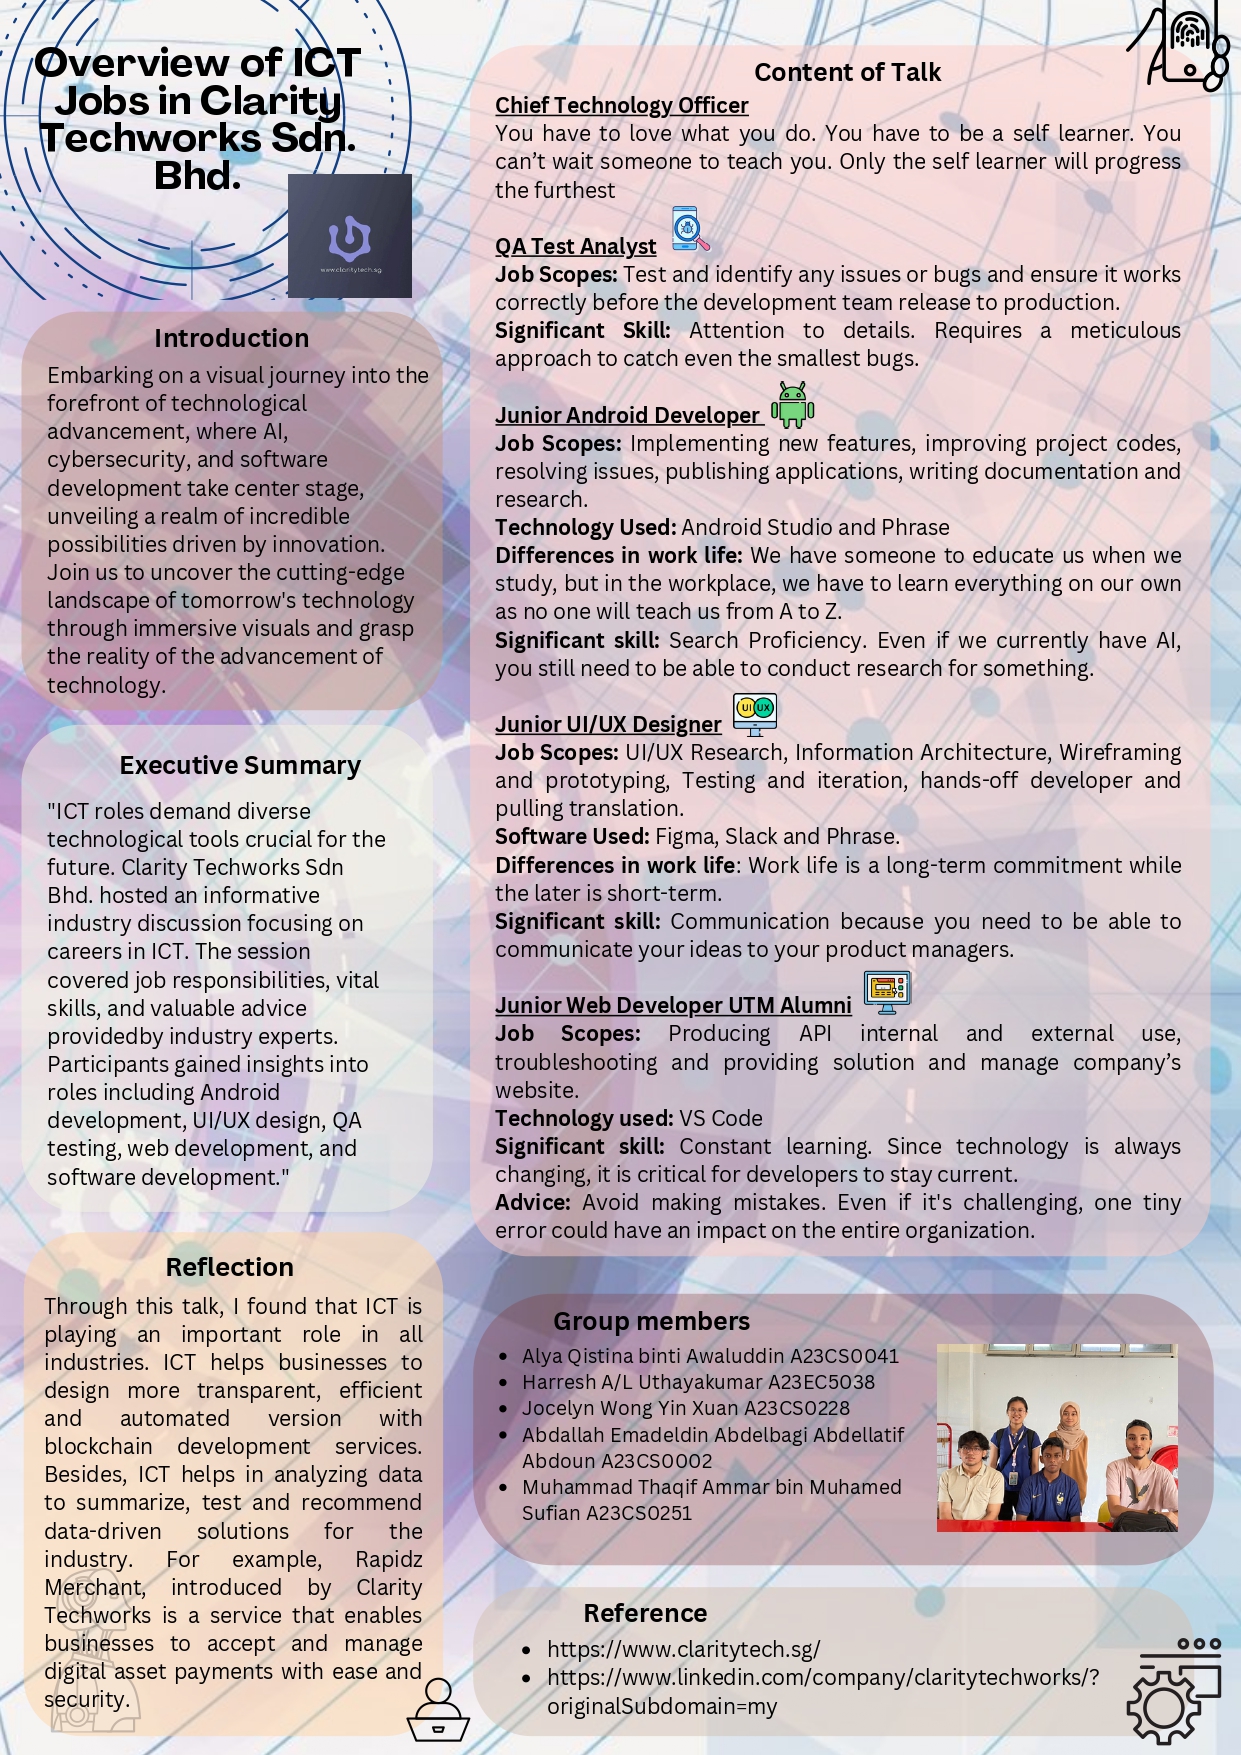 Overview of ICT
Jobs in Clarity
Techworks Sdn.
Bhd.
www.claritytech.sg
Introduction
Embarking on a visual journey into the
forefront of technological
advancement, where AI,
cybersecurity, and software
development take center stage,
unveiling a realm of incredible
possibilities driven by innovation.
Join us to uncover the cutting-edge
landscape of tomorrow's technology
through immersive visuals and grasp
the reality of the advancement of
technology.
Executive Summary
"ICT roles demand diverse
technological tools crucial for the
future. Clarity Techworks Sdn
Bhd. hosted an informative
industry discussion focusing on
careers in ICT. The session
covered job responsibilities, vital
skills, and valuable advice
providedby industry experts.
Participants gained insights into
roles including Android
development, UI/UX design, QA
testing, web development, and
software development."
Reflection
Through this talk, I found that ICT is
playing an important role in all
industries. ICT helps businesses to
design more transparent, efficient
and automated version with
blockchain development services.
Besides, ICT helps in analyzing data
to summarize, test and recommend
data-driven solutions for the
industry. For example, Rapidz
Merchant, introduced by Clarity
Techworks is a service that enables
businesses to accept and manage
digital asset payments with ease and
security.
Content of Talk
Chief Technology Officer
You have to love what you do. You have to be a self learner. You
can't wait someone to teach you. Only the self learner will progress
the furthest
QA Test Analyst
Job Scopes: Test and identify any issues or bugs and ensure it works
correctly before the development team release to production.
Significant Skill: Attention to details. Requires a meticulous
approach to catch even the smallest bugs.
Junior Android Developer
Job Scopes: Implementing new features, improving project codes,
resolving issues, publishing applications, writing documentation and
research.
Technology Used: Android Studio and Phrase
Differences in work life: We have someone to educate us when we
study, but in the workplace, we have to learn everything on our own
as no one will teach us from A to Z.
Significant skill: Search Proficiency. Even if we currently have AI,
you still need to be able to conduct research for something.
Junior UI/UX Designer
UI UX
Job Scopes: UI/UX Research, Information Architecture, Wireframing
and prototyping, Testing and iteration, hands-off developer and
pulling translation.
Software Used: Figma, Slack and Phrase.
Differences in work life: Work life is a long-term commitment while
the later is short-term.
Significant skill: Communication because you need to be able to
communicate your ideas to your product managers.
Junior Web Developer UTM Alumni
Job Scopes: Producing API internal and external use,
troubleshooting and providing solution and manage company's
website.
Technology used: VS Code
Significant skill: Constant learning. Since technology is always
changing, it is critical for developers to stay current.
Advice: Avoid making mistakes. Even if it's challenging, one tiny
error could have an impact on the entire organization.
Group members
• Alya Qistina binti Awaluddin A23CS0041
• Harresh A/L Uthayakumar A23EC5038
• Jocelyn Wong Yin Xuan A23CS0228
• Abdallah Emadeldin Abdelbagi Abdellatif
Abdoun A23CS0002
• Muhammad Thaqif Ammar bin Muhamed
Sufian A23CS0251
Reference
• https://www.claritytech.sg/
• https://www.linkedin.com/company/claritytechworks/?
originalSubdomain=my